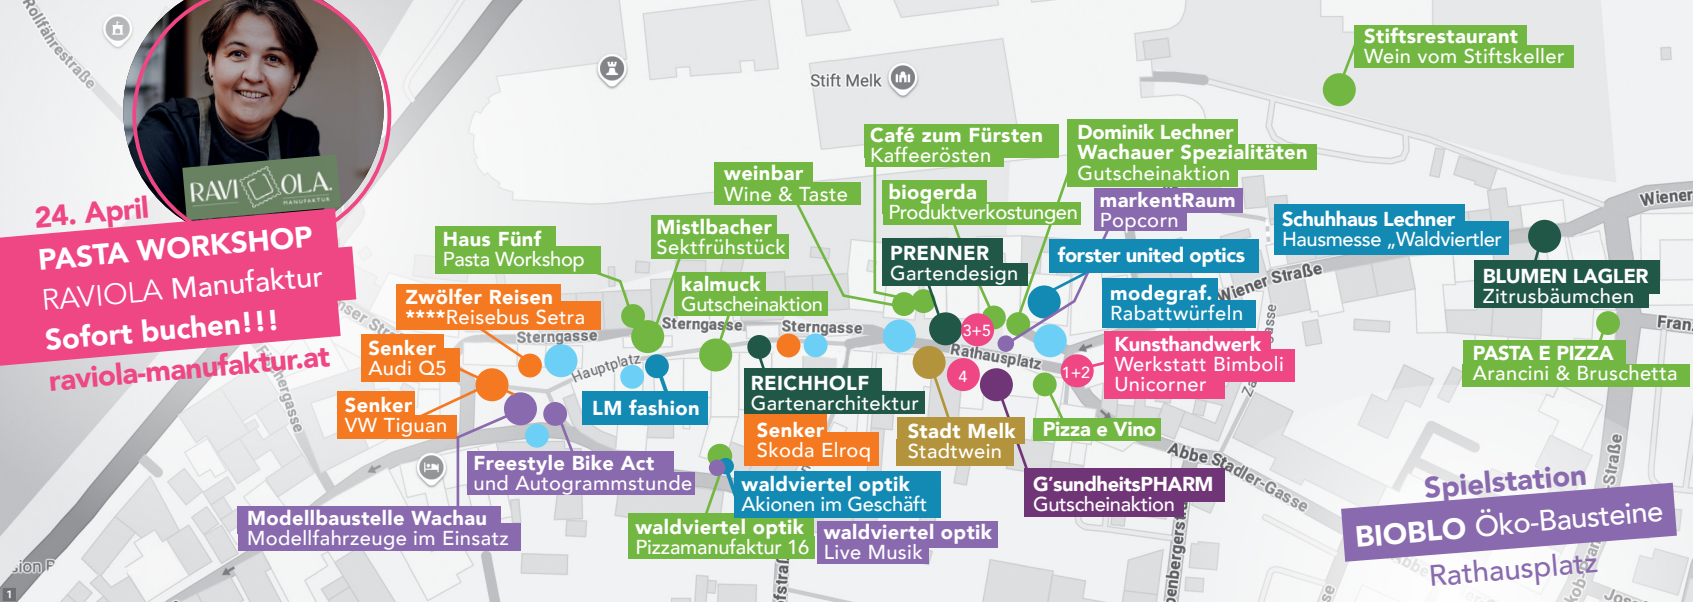 Rollfährestraße
RAVIOLA.
MANUFAKTUR
24. April
PASTA WORKSHOP
RAVIOLA Manufaktur
Sofort buchen!!!
raviola-manufaktur.at
Stift Melk
Stiftsrestaurant
Wein vom Stiftskeller
Café zum Fürsten
Kaffeerösten
Dominik Lechner
Wachauer Spezialitäten
Gutscheinaktion
weinbar
Wine & Taste
biogerda
Produktverkostungen
markentRaum
Popcorn
Wiener
Schuhhaus Lechner
Hausmesse „Waldviertler
Mistlbacher
Sektfrühstück
Haus Fünf
Pasta Workshop
PRENNER
Gartendesign
forster united optics
kalmuck
Gutscheinaktion
Zwölfer Reisen
****Reisebus Setra
modegraf.
Rabattwürfeln
Wiener Straße
BLUMEN LAGLER
Zitrusbäumchen
Sterngasse
Sterngasse
Sterngasse
3+5
Rathausplatz
Fran
Senker
Audi Q5
Hauptplatz
Kunsthandwerk
Werkstatt Bimboli
Unicorner
1+2
4
PASTA E PIZZA
Arancini & Bruschetta
REICHHOLF
Gartenarchitektur
LM fashion
Senker
VW Tiguan
Senker
Skoda Elroq
Stadt Melk
Stadtwein
Pizza e Vino
Abbe Stadler-Gasse
Freestyle Bike Act
und Autogrammstunde
waldviertel optik
Akionen im Geschäft
G'sundheitsPHARM
Gutscheinaktion
Modellbaustelle Wachau
Modellfahrzeuge im Einsatz
waldviertel optik
Pizzamanufaktur 16
waldviertel optik
Live Musik
Spielstation
BIOBLO Öko-Bausteine
Rathausplatz
1